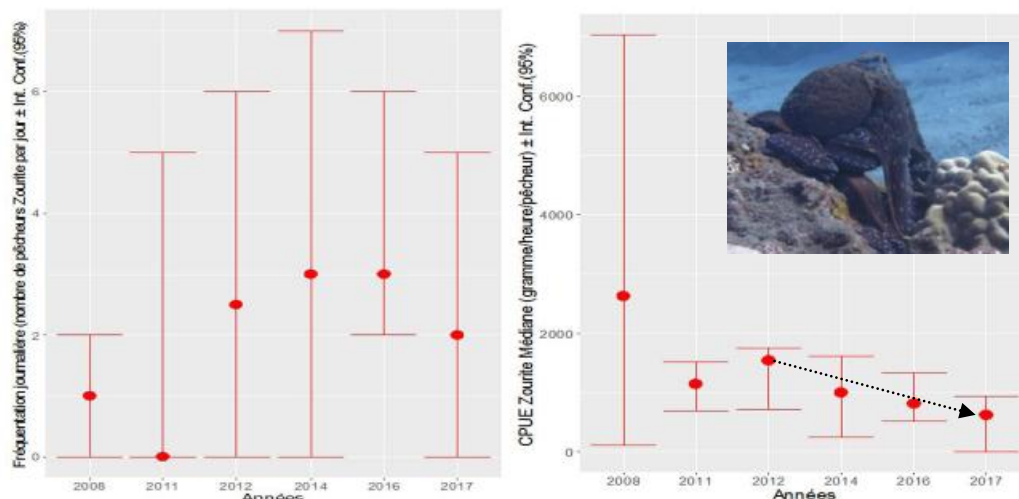 Fréquentation journalière (nombre de pêcheurs Zourite par jour ± Int. Conf.(95%)
6
4
2
0
2008 2011 2012 2014 2016 2017
Années
CPUE Zourite Médiane (gramme/heure/pêcheur) ± Int. Conf.(95%)
6000
4000
2000
0
2008 2011 2012 2014 2016 2017
Années